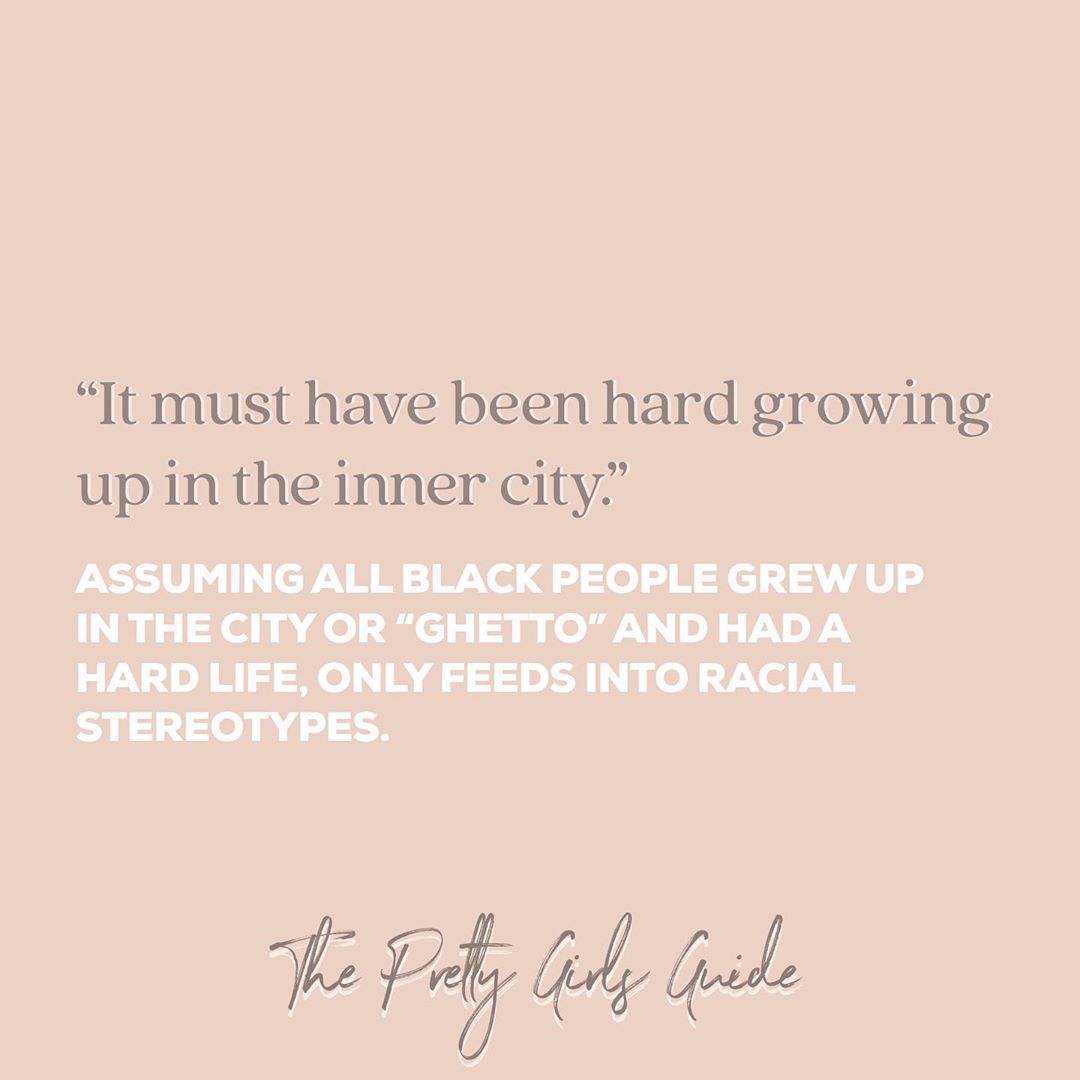 “It must have been hard growing
up in the inner city.”
ASSUMING ALL BLACK PEOPLE GREW UP
IN THE CITY OR “GHETTO” AND HAD A
HARD LIFE, ONLY FEEDS INTO RACIAL
STEREOTYPES.
The Pretty Girls Guide